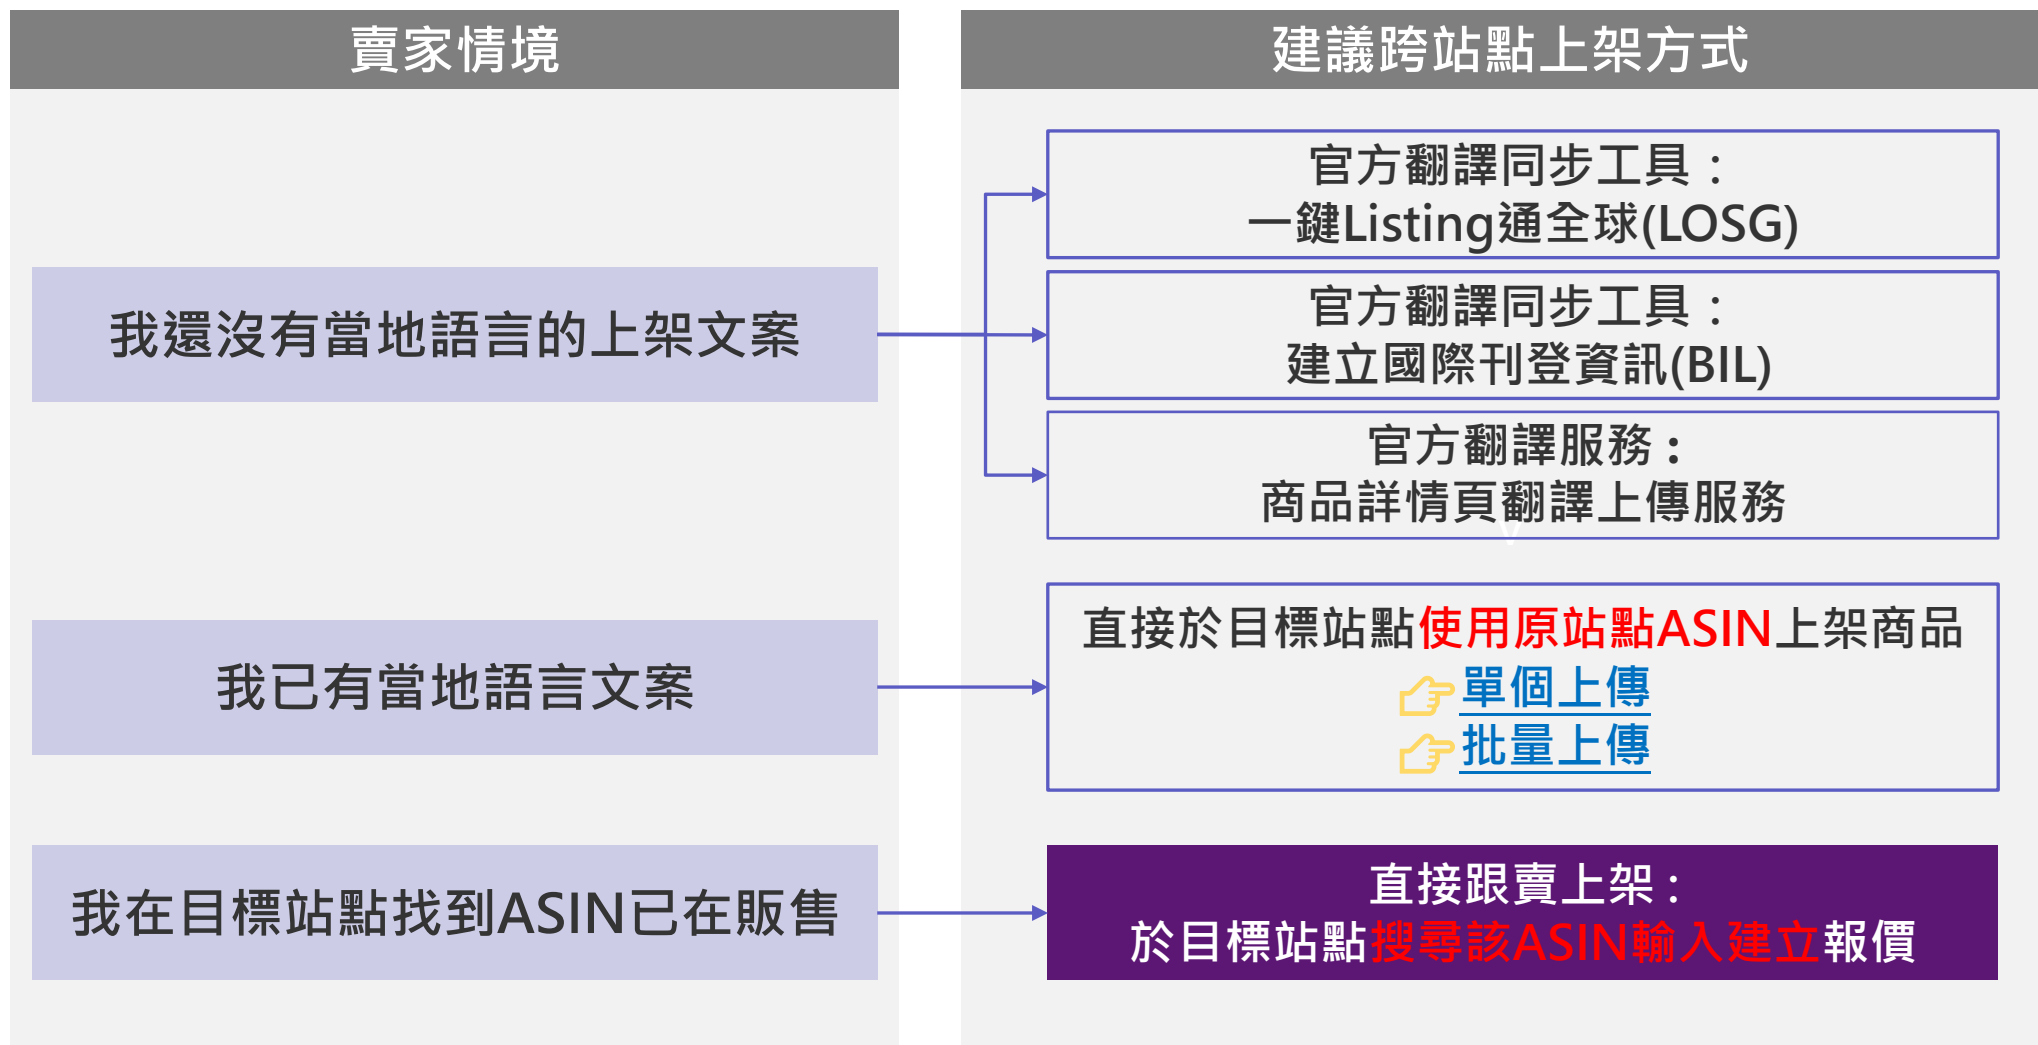 賣家情境
建議跨站點上架方式
我還沒有當地語言的上架文案
官方翻譯同步工具：
一鍵Listing通全球(LOSG)
官方翻譯同步工具：
建立國際刊登資訊(BIL)
官方翻譯服務：
商品詳情頁翻譯上傳服務
我已有當地語言文案
直接於目標站點使用原站點ASIN上架商品
單個上傳
批量上傳
我在目標站點找到ASIN已在販售
直接跟賣上架：
於目標站點搜尋該ASIN輸入建立報價